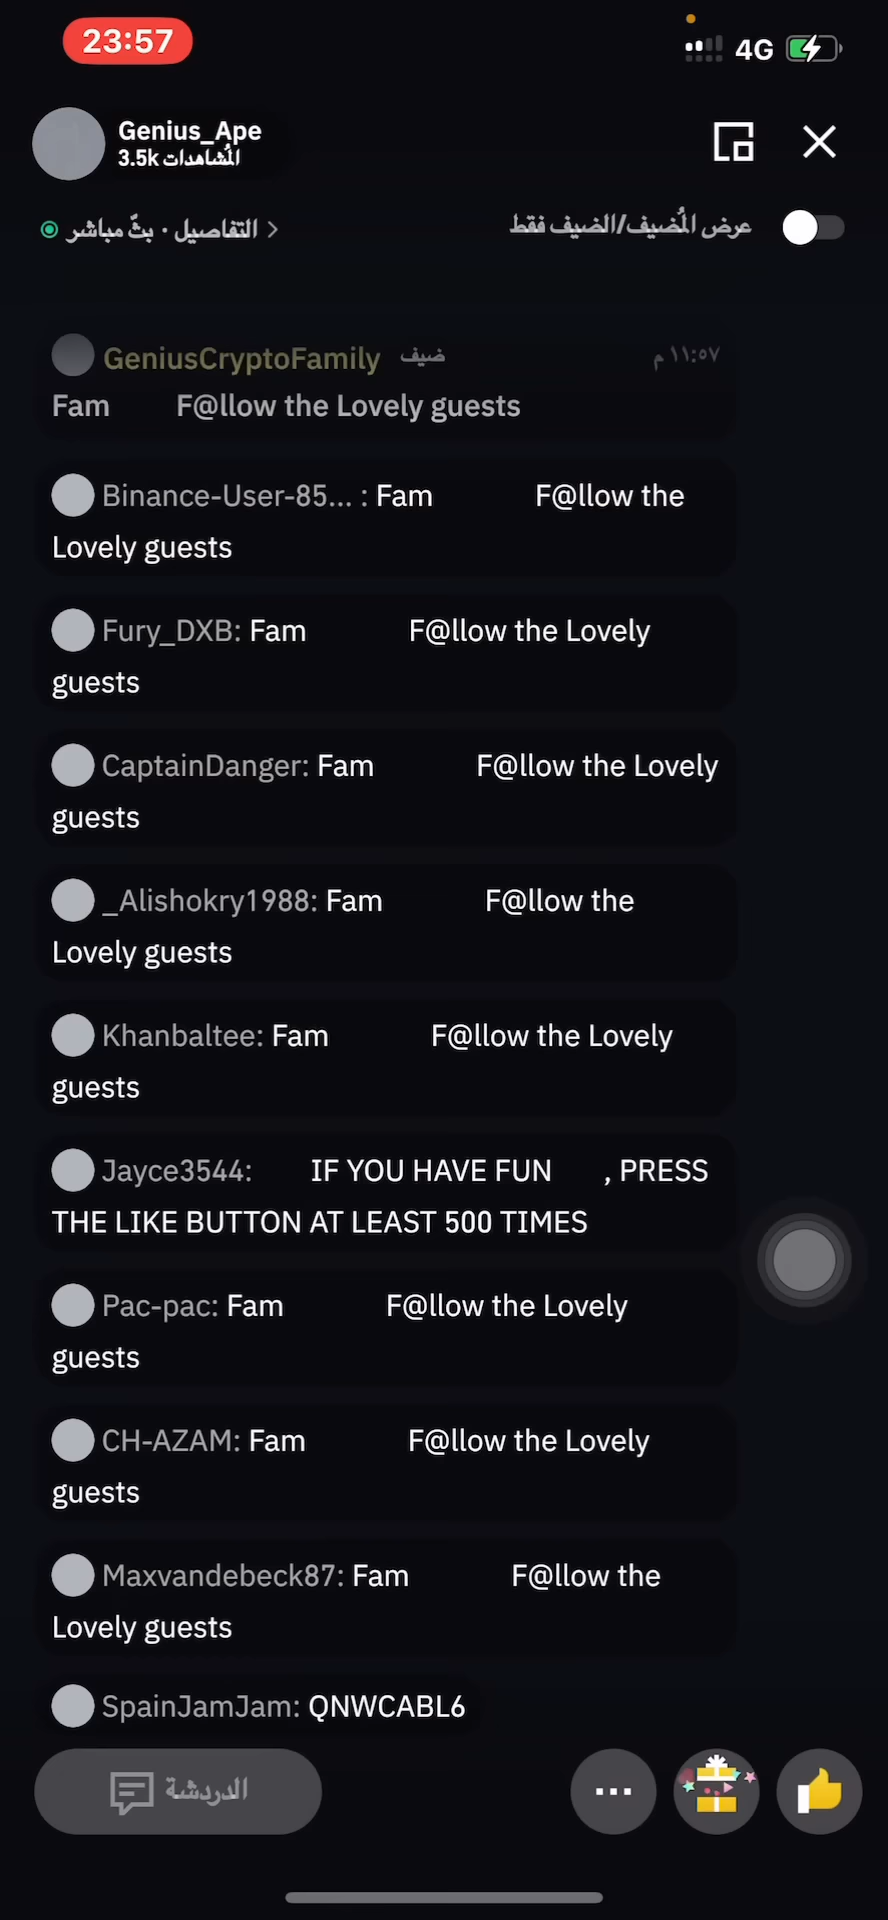 23:57
4G
Genius_Ape
3.5k المُشاهدات
التفاصيل · بثّ مباشر
عرض المُضيف/الضيف فقط
GeniusCryptoFamily ضيف ١١:٥٧ م
Fam F@llow the Lovely guests
Binance-User-85... : Fam F@llow the
Lovely guests
Fury_DXB: Fam F@llow the Lovely
guests
CaptainDanger: Fam F@llow the Lovely
guests
_Alishokry1988: Fam F@llow the
Lovely guests
Khanbaltee: Fam F@llow the Lovely
guests
Jayce3544: IF YOU HAVE FUN , PRESS
THE LIKE BUTTON AT LEAST 500 TIMES
Pac-pac: Fam F@llow the Lovely
guests
CH-AZAM: Fam F@llow the Lovely
guests
Maxvandebeck87: Fam F@llow the
Lovely guests
SpainJamJam: QNWCABL6
الدردشة